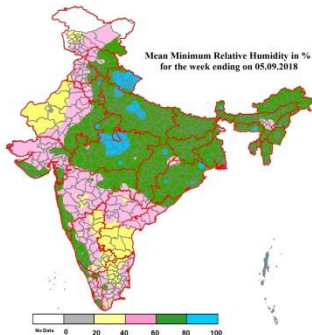 Mean Minimum Relative Humidity in %
for the week ending on 05.09.2018
No Data 0 20 40 60 80 100